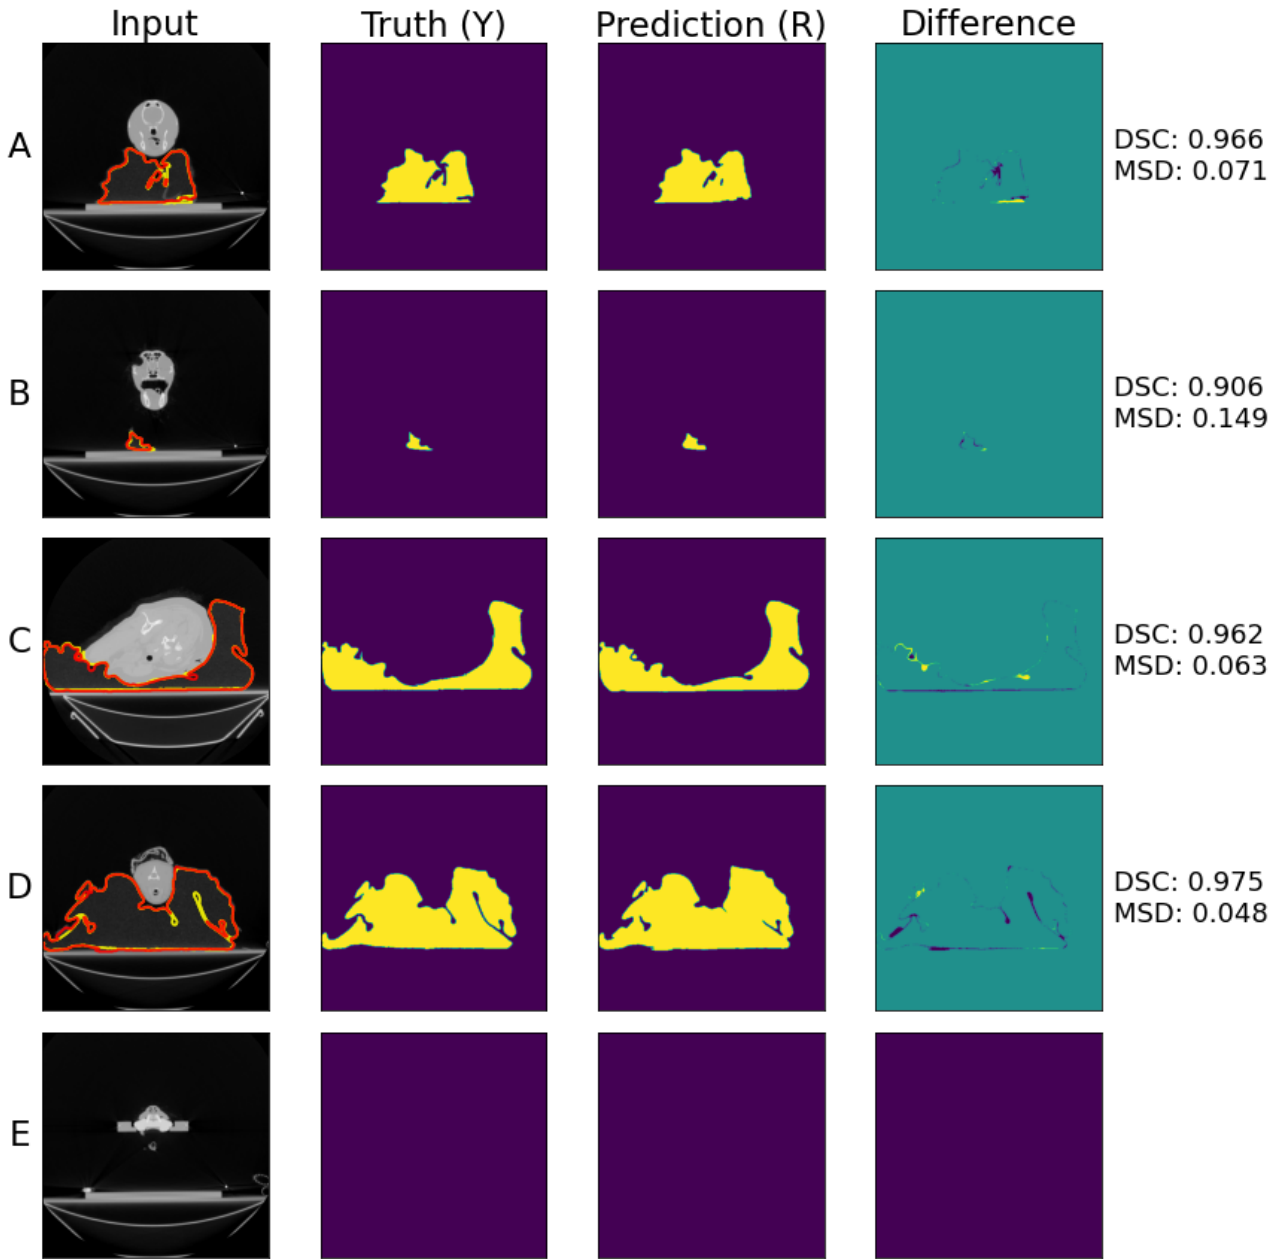 Input Truth (Y) Prediction (R) Difference
A
DSC: 0.966
MSD: 0.071
B
DSC: 0.906
MSD: 0.149
C
DSC: 0.962
MSD: 0.063
D
DSC: 0.975
MSD: 0.048
E